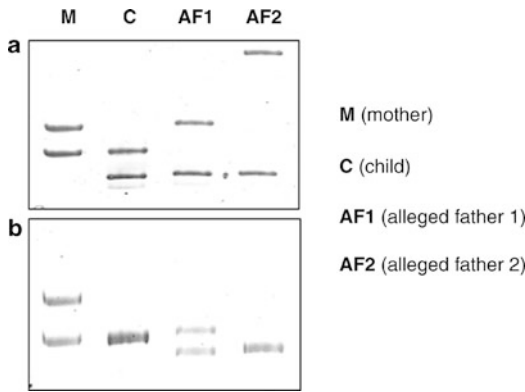 M C AF1 AF2
a
b
M (mother)
C (child)
AF1 (alleged father 1)
AF2 (alleged father 2)